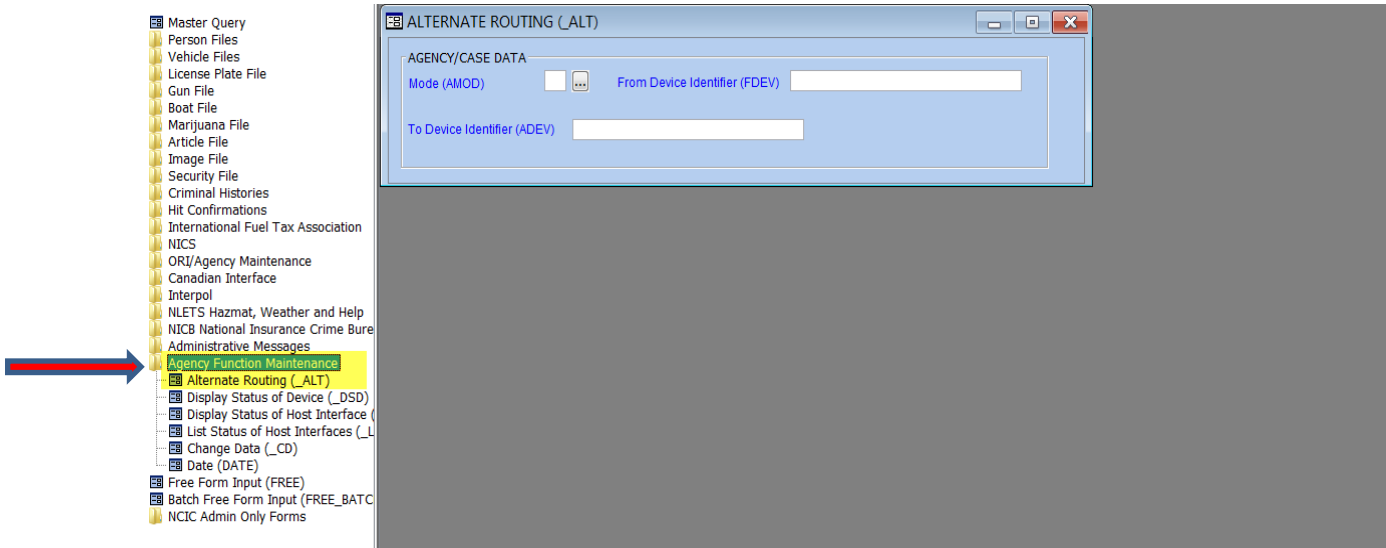 Master Query
Person Files
Vehicle Files
License Plate File
Gun File
Boat File
Marijuana File
Article File
Image File
Security File
Criminal Histories
Hit Confirmations
International Fuel Tax Association
NICS
ORI/Agency Maintenance
Canadian Interface
Interpol
NLETS Hazmat, Weather and Help
NICB National Insurance Crime Bure
Administrative Messages
Agency Function Maintenance
Alternate Routing (_ALT)
Display Status of Device (_DSD)
Display Status of Host Interface (
List Status of Host Interfaces (_L
Change Data (_CD)
Date (DATE)
Free Form Input (FREE)
Batch Free Form Input (FREE_BATC
NCIC Admin Only Forms
ALTERNATE ROUTING (_ALT)
AGENCY/CASE DATA
Mode (AMOD) ... From Device Identifier (FDEV)
To Device Identifier (ADEV)